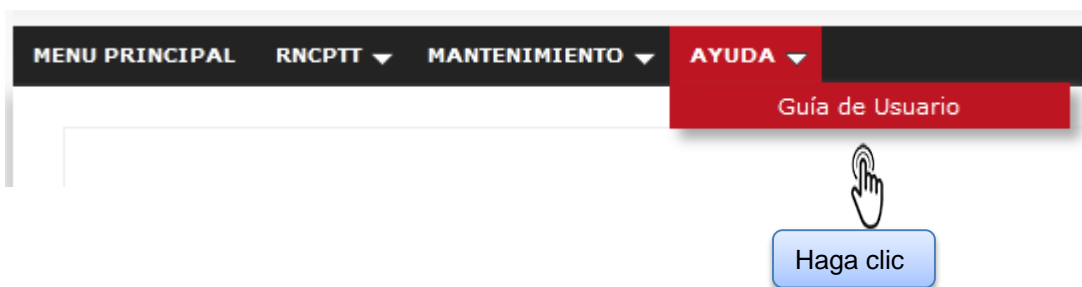 MENU PRINCIPAL RNCPTT MANTENIMIENTO AYUDA
Guía de Usuario
Haga clic